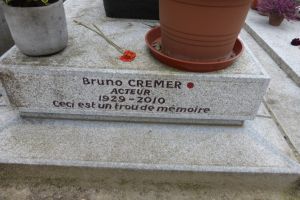 Bruno CREMER
ACTEUR
1929 - 2010
Ceci est un trou de mémoire